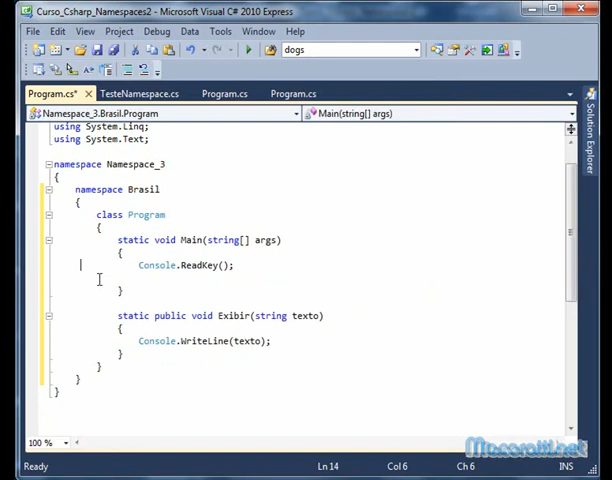 Curso_Csharp_Namespaces2 - Microsoft Visual C# 2010 Express
File Edit View Project Debug Data Tools Window Help
dogs
Program.cs* TesteNamespace.cs Program.cs Program.cs
Namespace_3.Brasil.Program Main(string[] args)
using System.Linq;
using System.Text;
namespace Namespace_3
{
namespace Brasil
{
class Program
{
static void Main(string[] args)
{
Console.ReadKey();
}
static public void Exibir(string texto)
{
Console.WriteLine(texto);
}
}
}
}
Solution Explorer
100 %
Macoratti.net
Ready Ln 14 Col 6 Ch 6